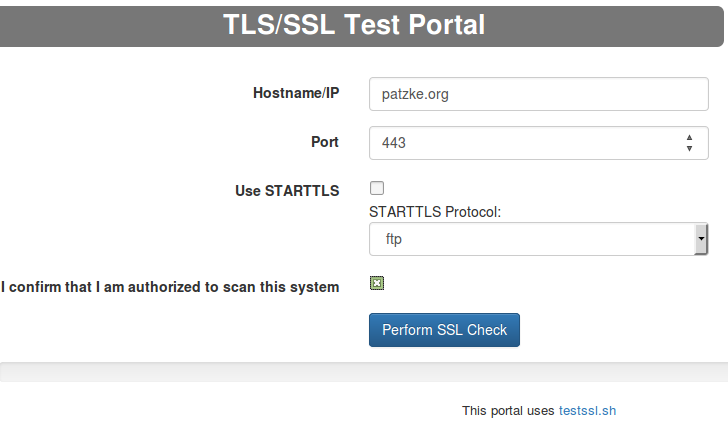 TLS/SSL Test Portal
Hostname/IP patzke.org
Port 443
Use STARTTLS
STARTTLS Protocol:
ftp
I confirm that I am authorized to scan this system
Perform SSL Check
This portal uses testssl.sh